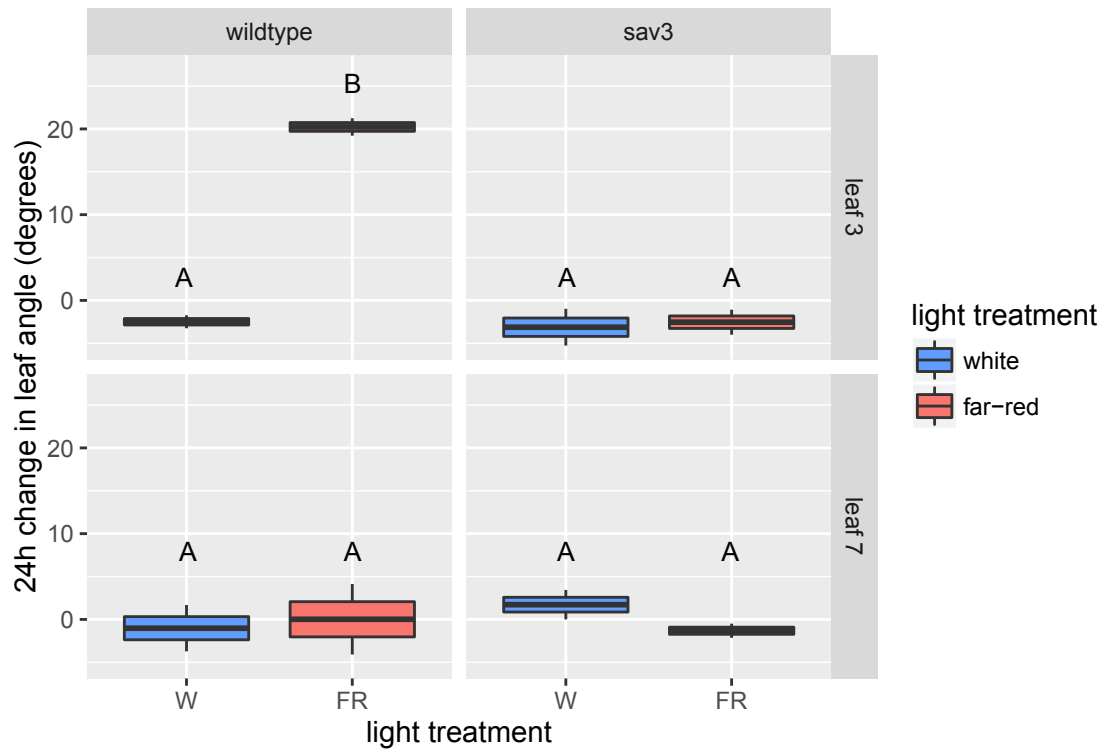 wildtype
sav3
24h change in leaf angle (degrees)
B
20
10
A
A
A
0
leaf 3
20
10
A
A
A
A
0
leaf 7
W
FR
W
FR
light treatment
light treatment
white
far−red